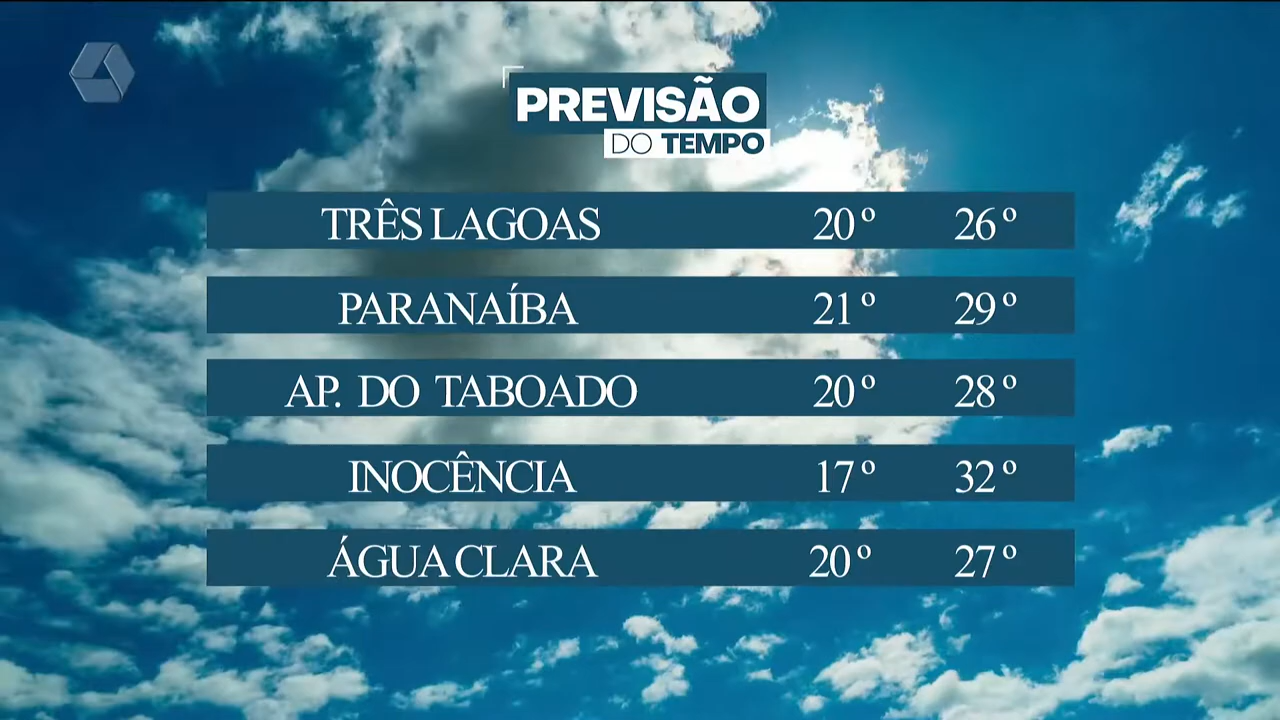 PREVISÃO
DO TEMPO
TRÊS LAGOAS 20º 26º
PARANAÍBA 21º 29º
AP. DO TABOADO 20º 28º
INOCÊNCIA 17º 32º
ÁGUA CLARA 20º 27º